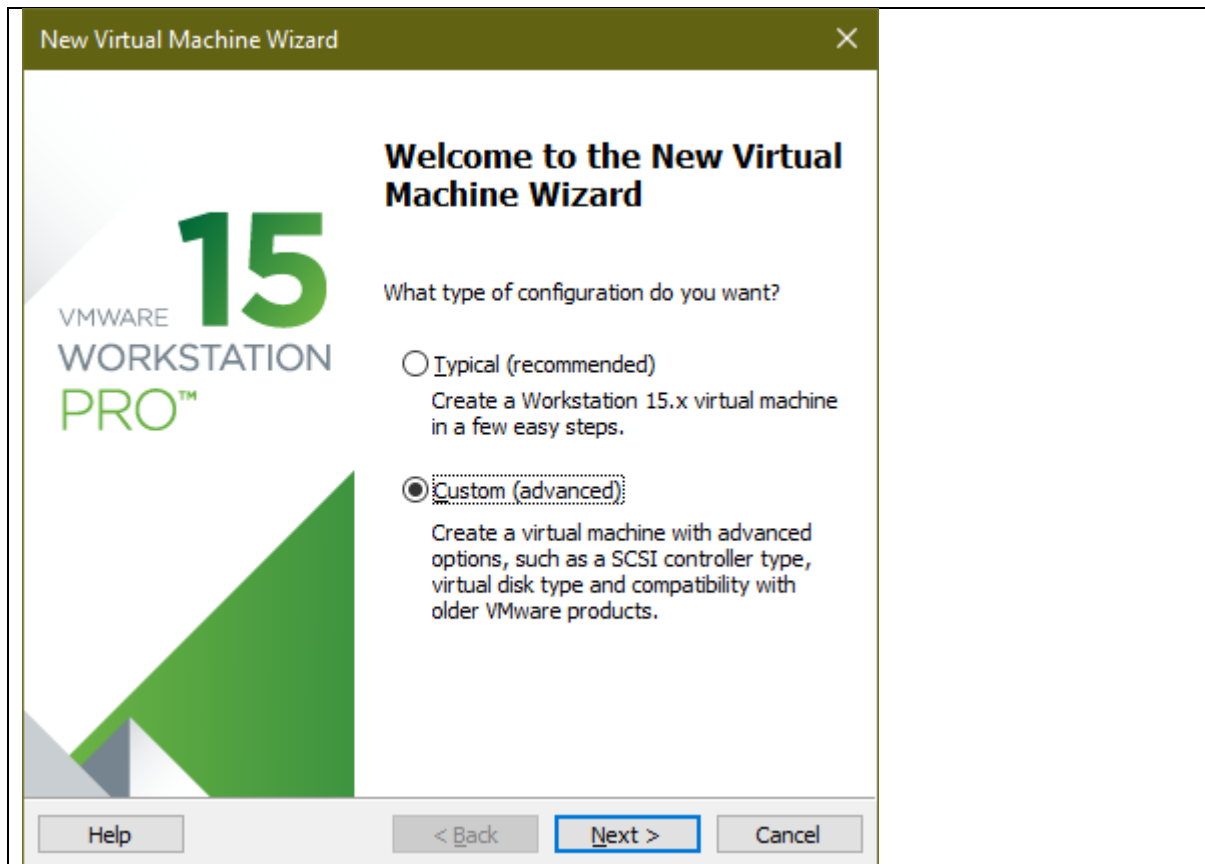 New Virtual Machine Wizard
Welcome to the New Virtual
Machine Wizard
15
VMWARE
WORKSTATION
PRO™
What type of configuration do you want?
Typical (recommended)
Create a Workstation 15.x virtual machine
in a few easy steps.
Custom (advanced)
Create a virtual machine with advanced
options, such as a SCSI controller type,
virtual disk type and compatibility with
older VMware products.
Help
< Back
Next >
Cancel